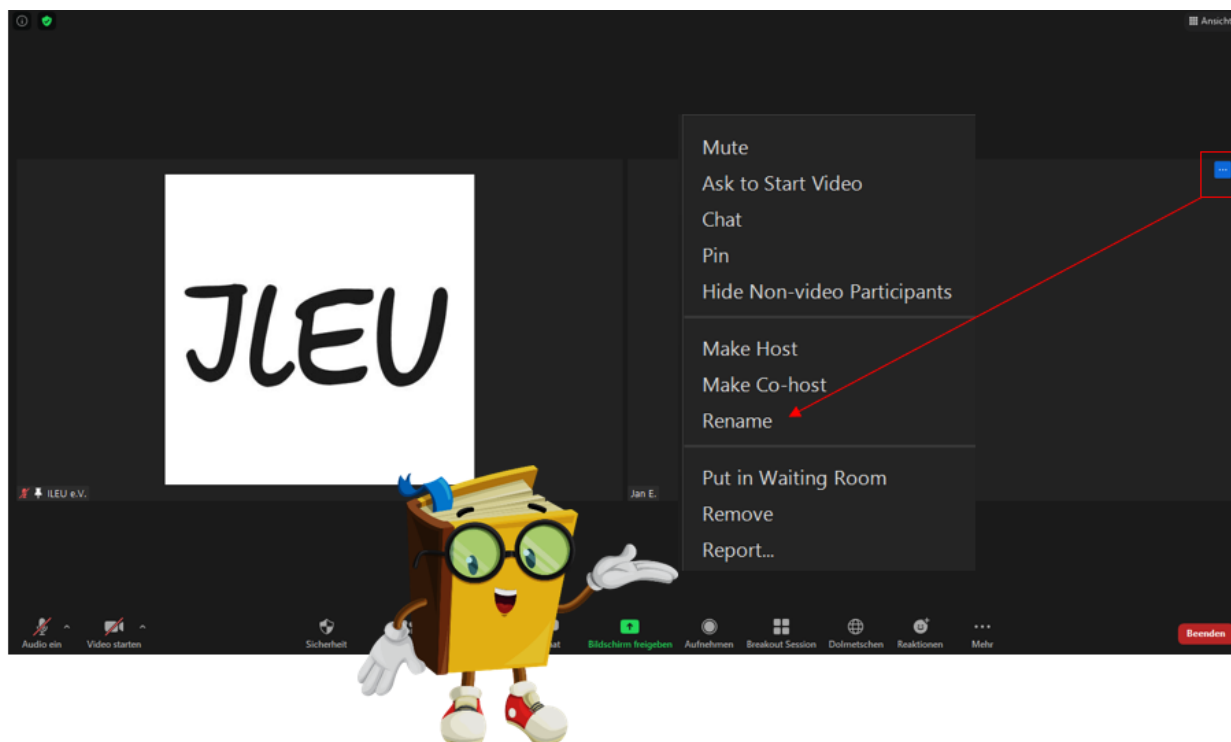 Ansicht
Mute
Ask to Start Video
Chat
Pin
Hide Non-video Participants
Make Host
Make Co-host
Rename
Put in Waiting Room
Remove
Report...
JLEU
ILEU e.V.
Jan E.
Audio ein Video starten Sicherheit Bildschirm freigeben Aufnehmen Breakout Session Dolmetschen Reaktionen Mehr Beenden